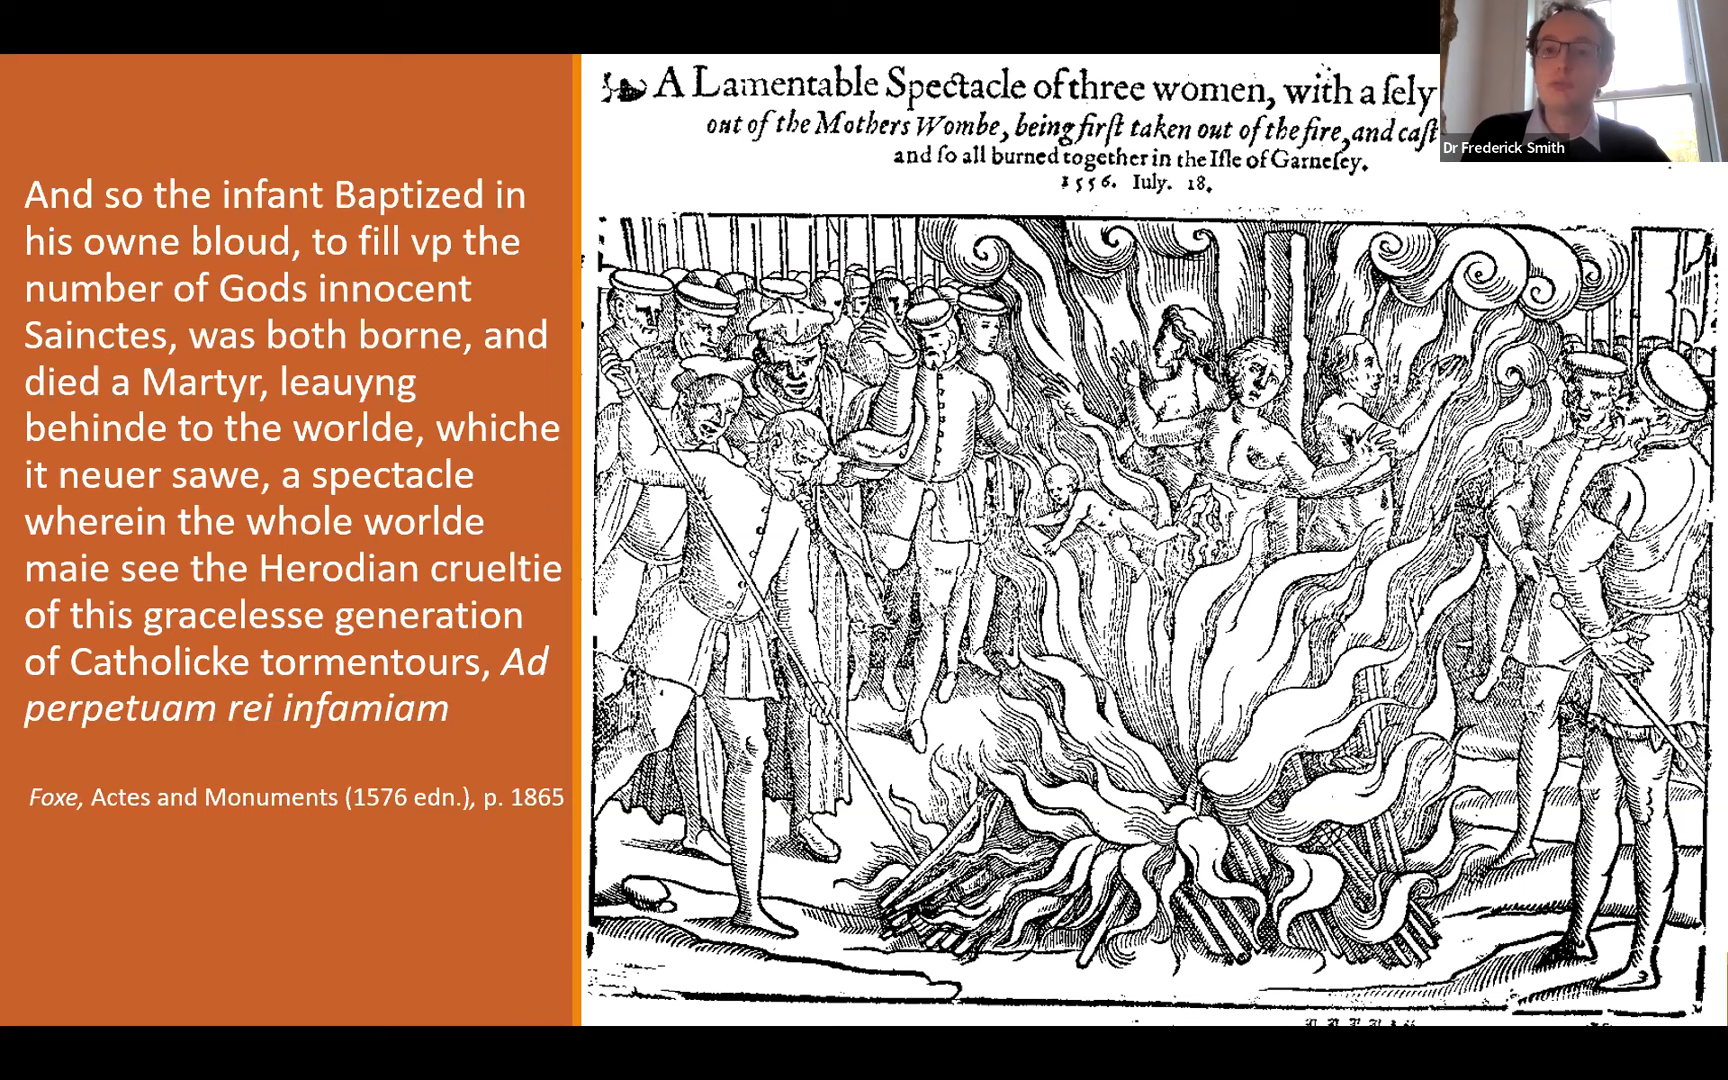 And so the infant Baptized in
his owne bloud, to fill vp the
number of Gods innocent
Sainctes, was both borne, and
died a Martyr, leauyng
behinde to the worlde, whiche
it neuer sawe, a spectacle
wherein the whole worlde
maie see the Herodian crueltie
of this gracelesse generation
of Catholicke tormentours, Ad
perpetuam rei infamiam
Foxe, Actes and Monuments (1576 edn.), p. 1865
A Lamentable Spectacle of three women, with a ſely
out of the Mothers Wombe, being firſt taken out of the fire, and caſt
and ſo all burned together in the Iſle of Garneſey.
1556. Iuly. 18.
Dr Frederick Smith